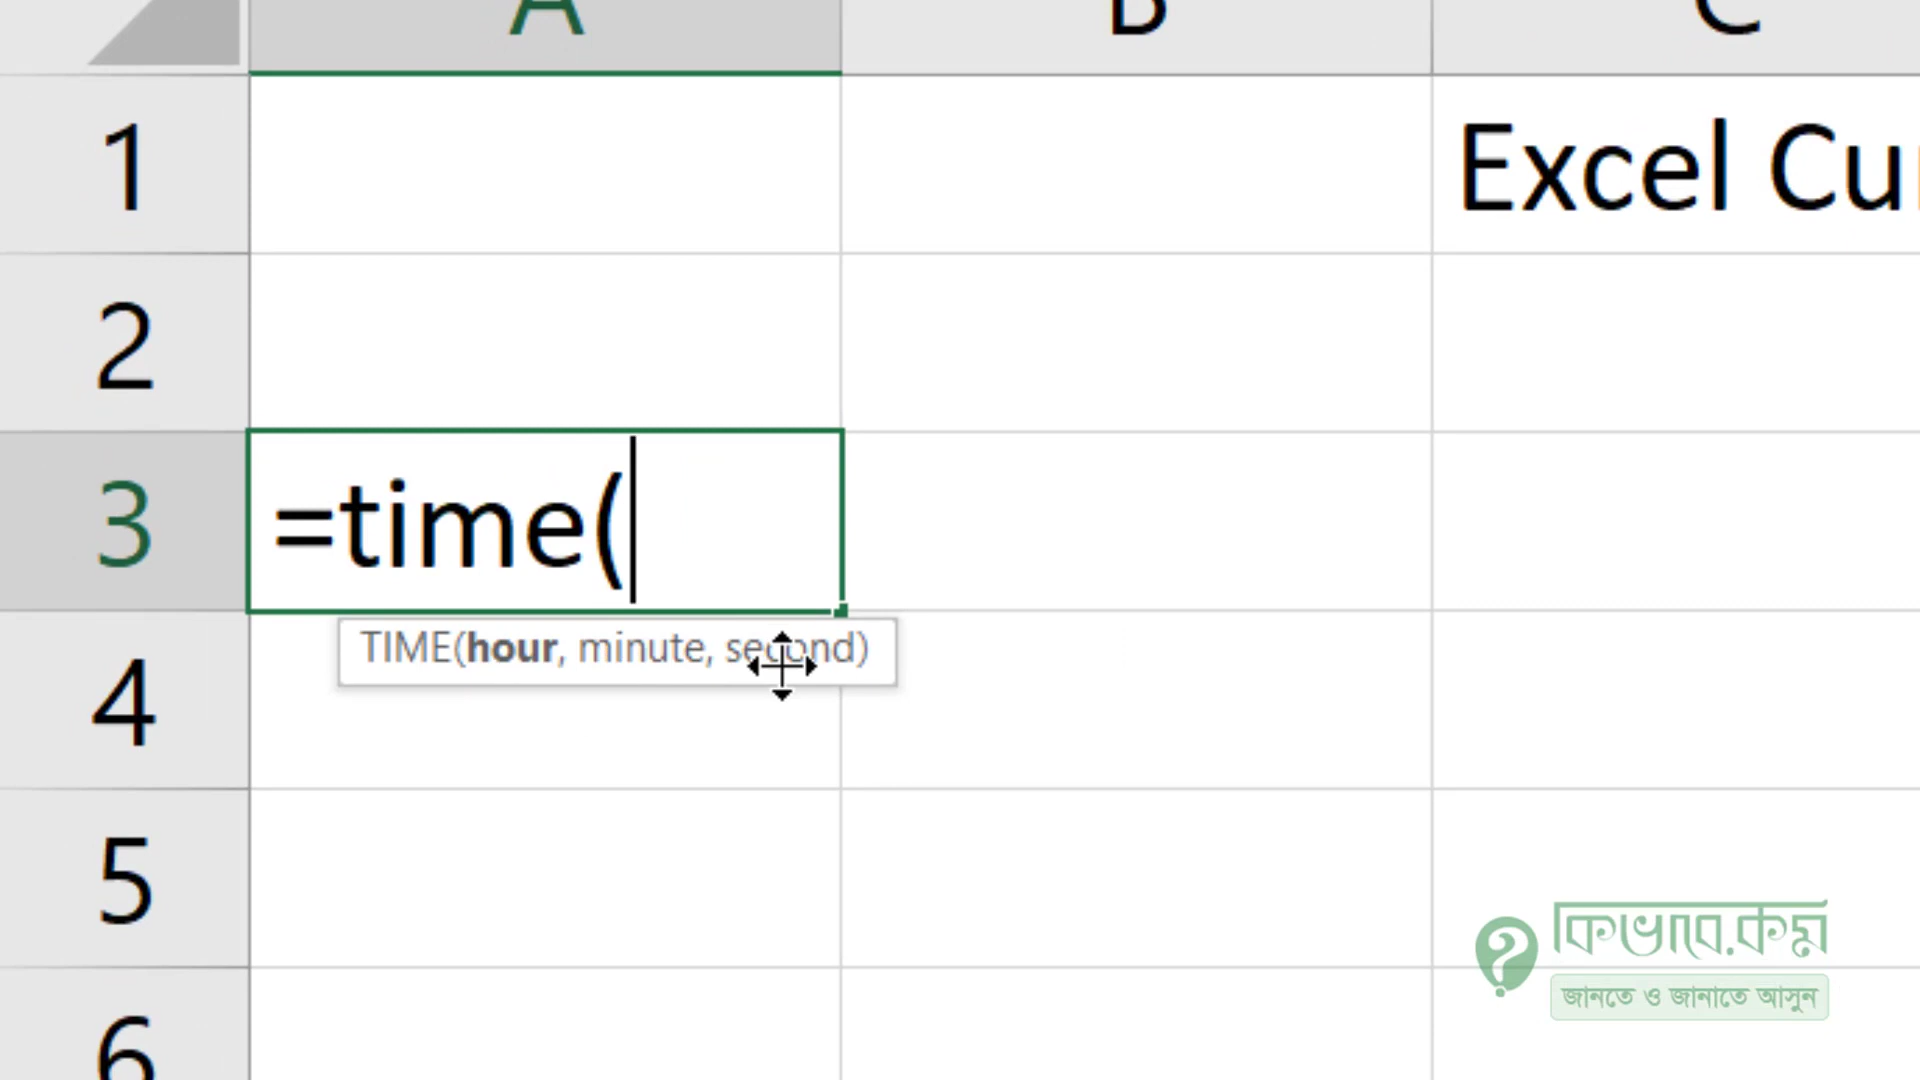 A B C
1 Excel Cu
2
3 =time(
TIME(hour, minute, second)
4
5
6
কিভাবে.কম
জানতে ও জানাতে আসুন